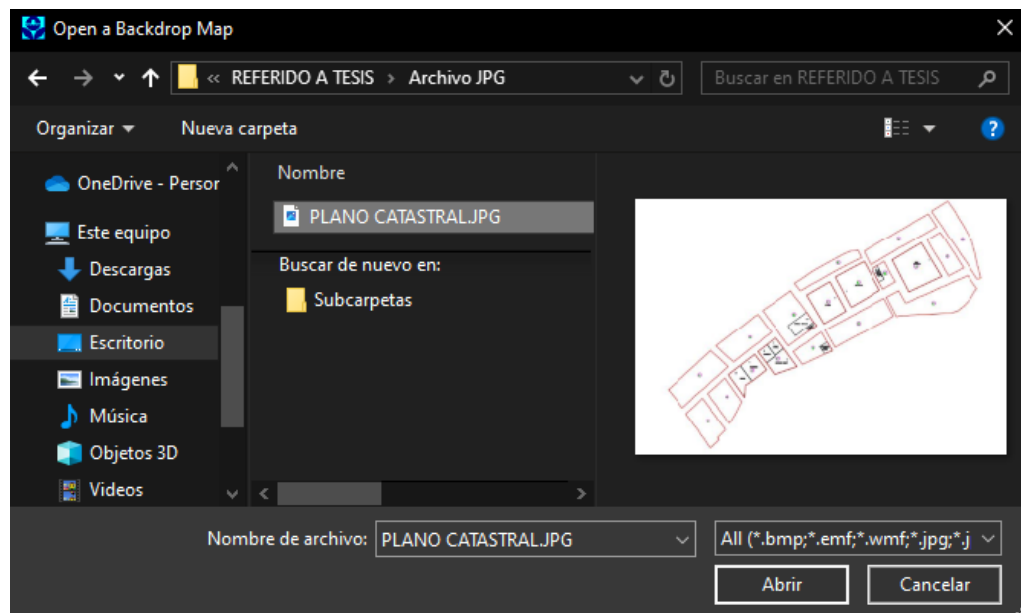 Open a Backdrop Map
« REFERIDO A TESIS > Archivo JPG
Buscar en REFERIDO A TESIS
Organizar
Nueva carpeta
?
OneDrive - Person
Este equipo
Descargas
Documentos
Escritorio
Imágenes
Música
Objetos 3D
Videos
Nombre
PLANO CATASTRAL.JPG
Buscar de nuevo en:
Subcarpetas
Nombre de archivo: PLANO CATASTRAL.JPG
All (*.bmp;*.emf;*.wmf;*.jpg;*.j
Abrir
Cancelar